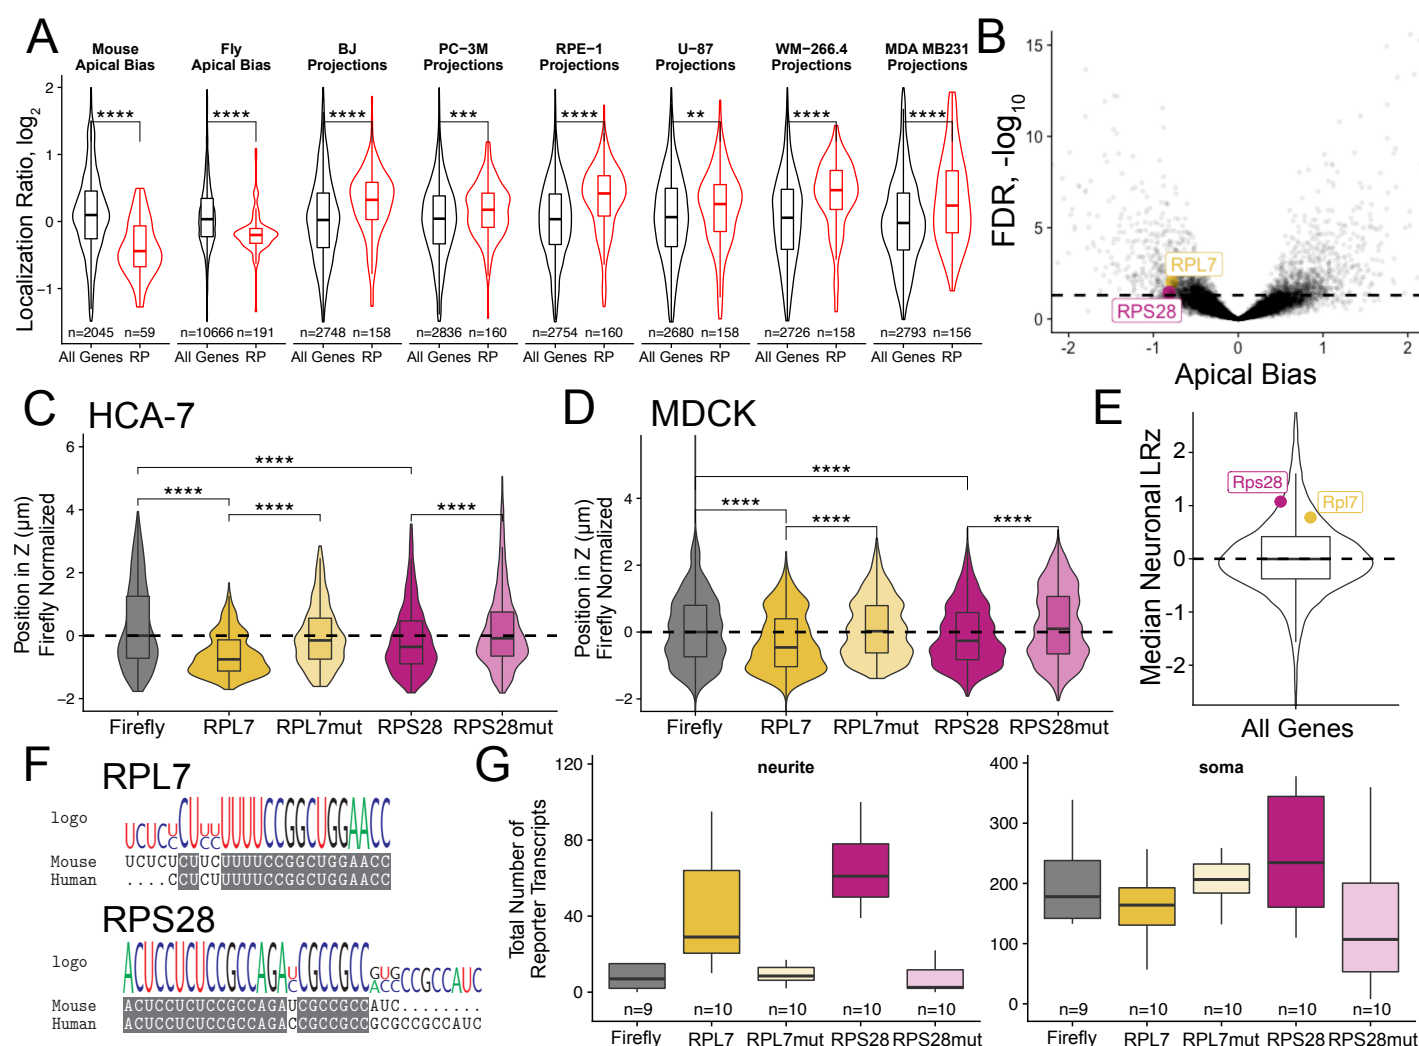 A
Mouse
Apical Bias
Fly
Apical Bias
BJ
Projections
PC-3M
Projections
RPE-1
Projections
U-87
Projections
WM-266.4
Projections
MDA MB231
Projections
Localization Ratio, log2
2
1
0
−1
****
****
****
***
****
**
****
****
n=2045 n=59
n=10666 n=191
n=2748 n=158
n=2836 n=160
n=2754 n=160
n=2680 n=158
n=2726 n=158
n=2793 n=156
All Genes RP
All Genes RP
All Genes RP
All Genes RP
All Genes RP
All Genes RP
All Genes RP
All Genes RP
B
FDR, -log10
15
10
5
0
RPL7
RPS28
-2 -1 0 1 2
Apical Bias
C
HCA-7
Position in Z (µm)
Firefly Normalized
6
4
2
0
−2
****
****
****
****
Firefly RPL7 RPL7mut RPS28 RPS28mut
D
MDCK
Position in Z (µm)
Firefly Normalized
4
2
0
−2
****
****
****
****
Firefly RPL7 RPL7mut RPS28 RPS28mut
E
Median Neuronal LRz
2
1
0
-1
-2
Rps28
Rpl7
All Genes
F
RPL7
logo
UCUCUCCUUCUCUUUUCCGGCUGGAACC
Mouse UCUCUCUUCUUUUCCGGCUGGAACC
Human ....CCUCUUUUUCCGGCUGGAACC
RPS28
logo
ACUCCUCUCCGCCAGAUCCGCCGCCGAUCGCCGCCAUC
Mouse ACUCCUCUCCGCCAGAUCGCCGCCAUC........
Human ACUCCUCUCCGCCAGACCGCCGCCGCGCCGCCAUC
G
Total Number of
Reporter Transcripts
neurite
120
80
40
0
n=9 n=10 n=10 n=10 n=10
Firefly RPL7 RPL7mut RPS28 RPS28mut
soma
400
300
200
100
0
n=9 n=10 n=10 n=10 n=10
Firefly RPL7 RPL7mut RPS28 RPS28mut